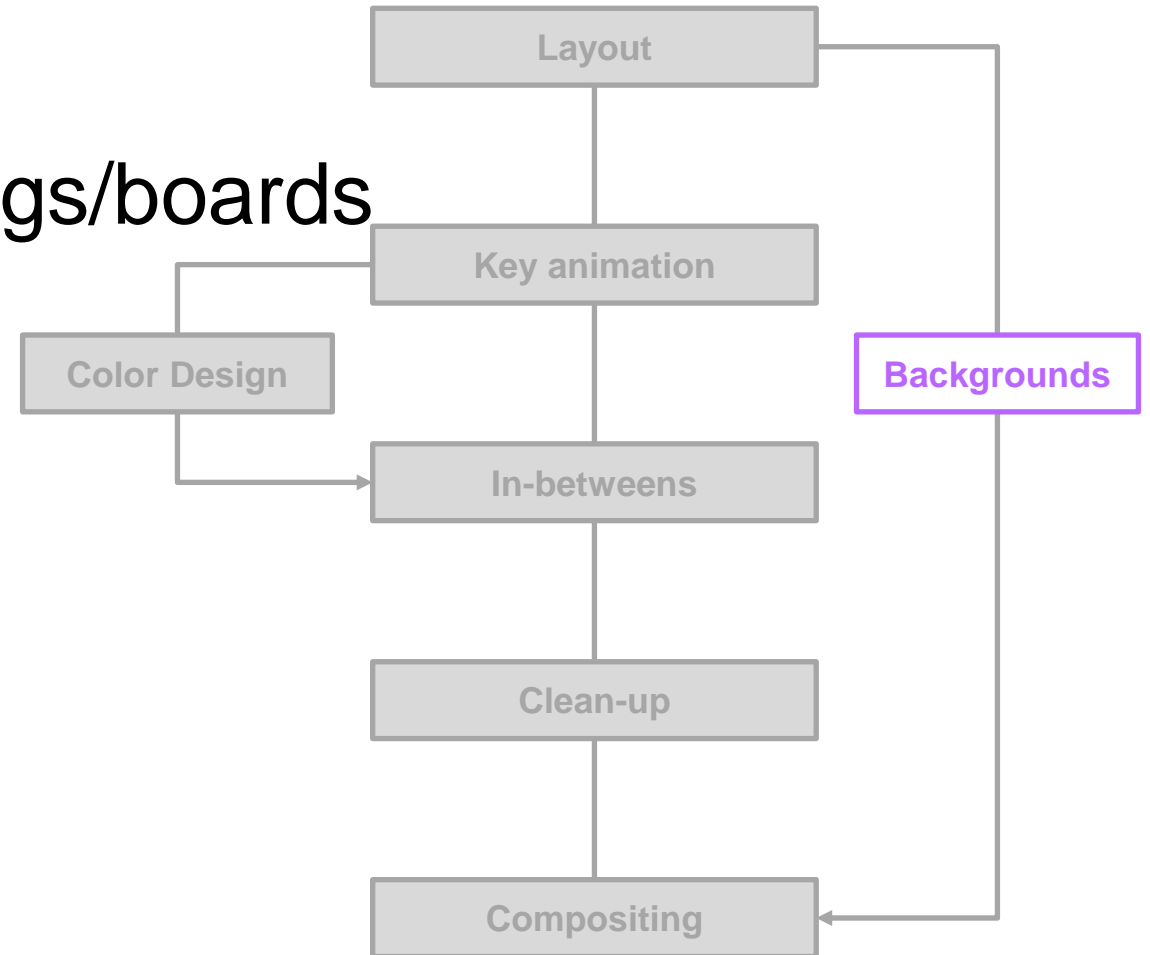 Layout
gs/boards
Key animation
Color Design
Backgrounds
In-betweens
Clean-up
Compositing